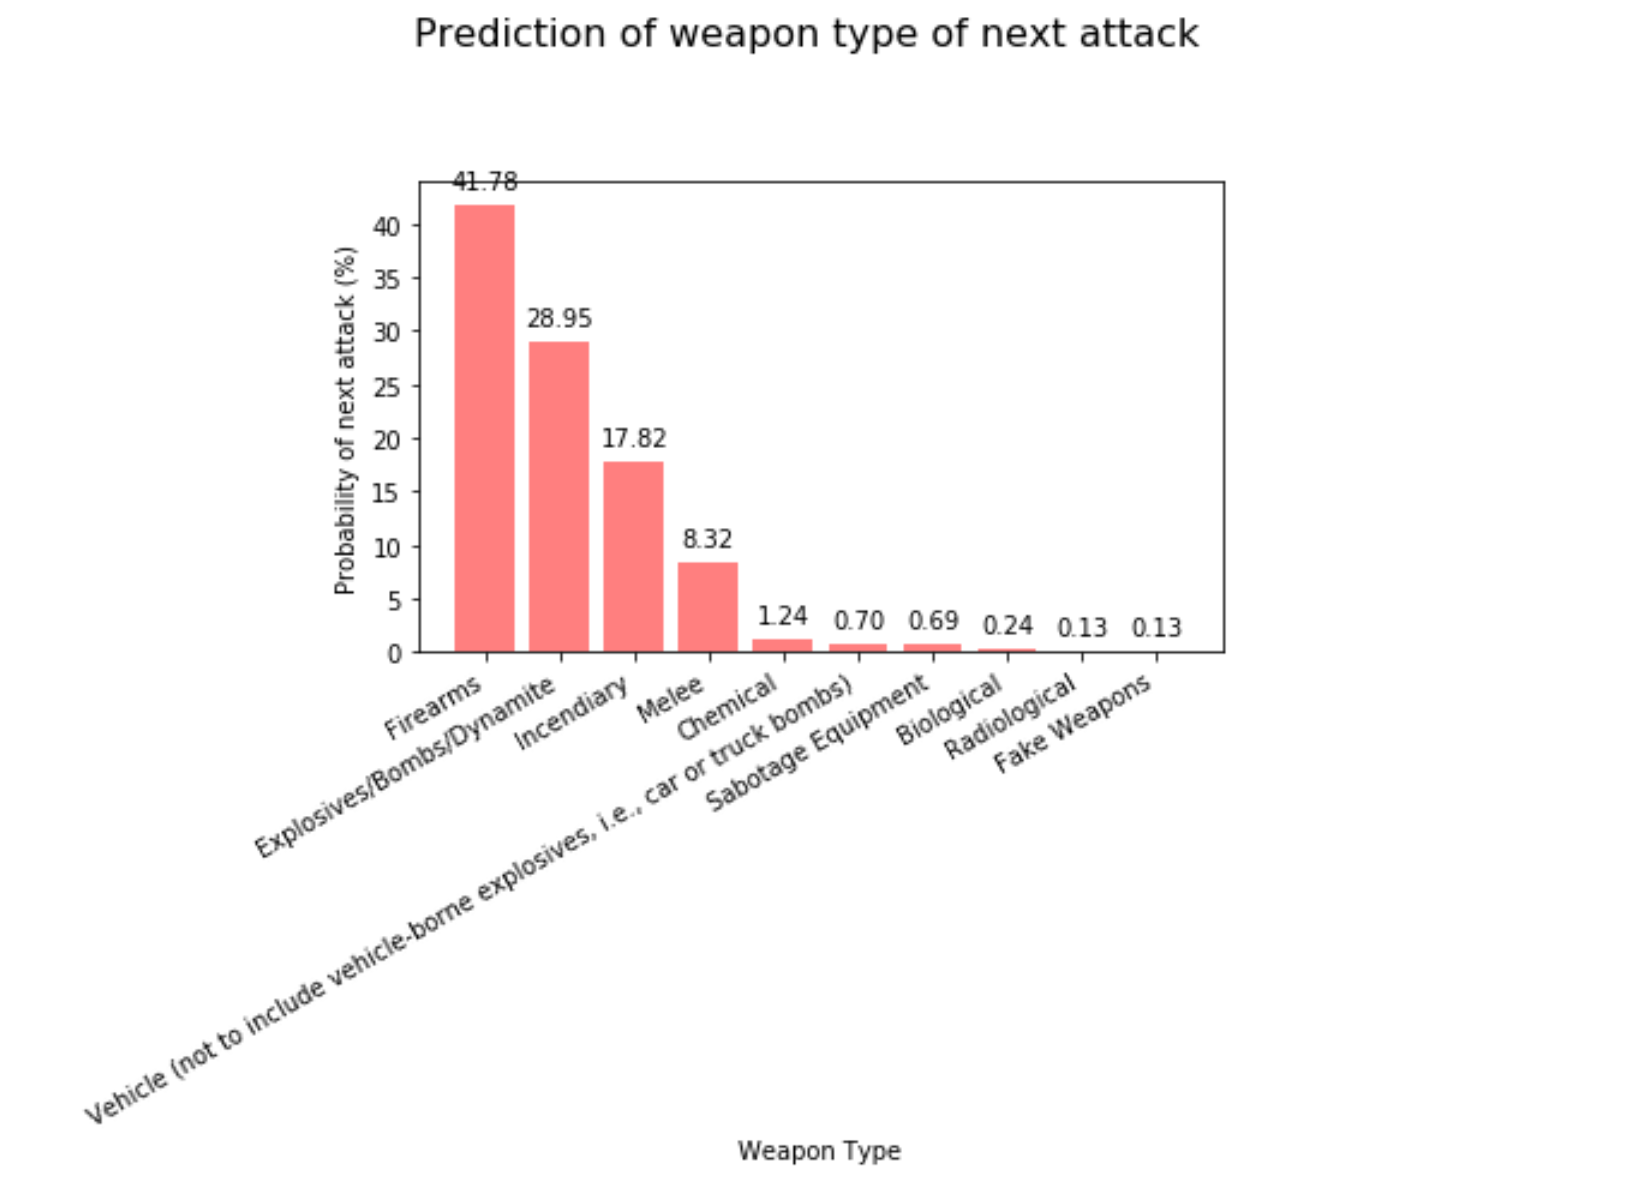 Prediction of weapon type of next attack
41.78
28.95
17.82
8.32
1.24
0.70
0.69
0.24
0.13
0.13
Probability of next attack (%)
40
35
30
25
20
15
10
5
0
Firearms
Explosives/Bombs/Dynamite
Incendiary
Melee
Chemical
Vehicle (not to include vehicle-borne explosives, i.e., car or truck bombs)
Sabotage Equipment
Biological
Radiological
Fake Weapons
Weapon Type